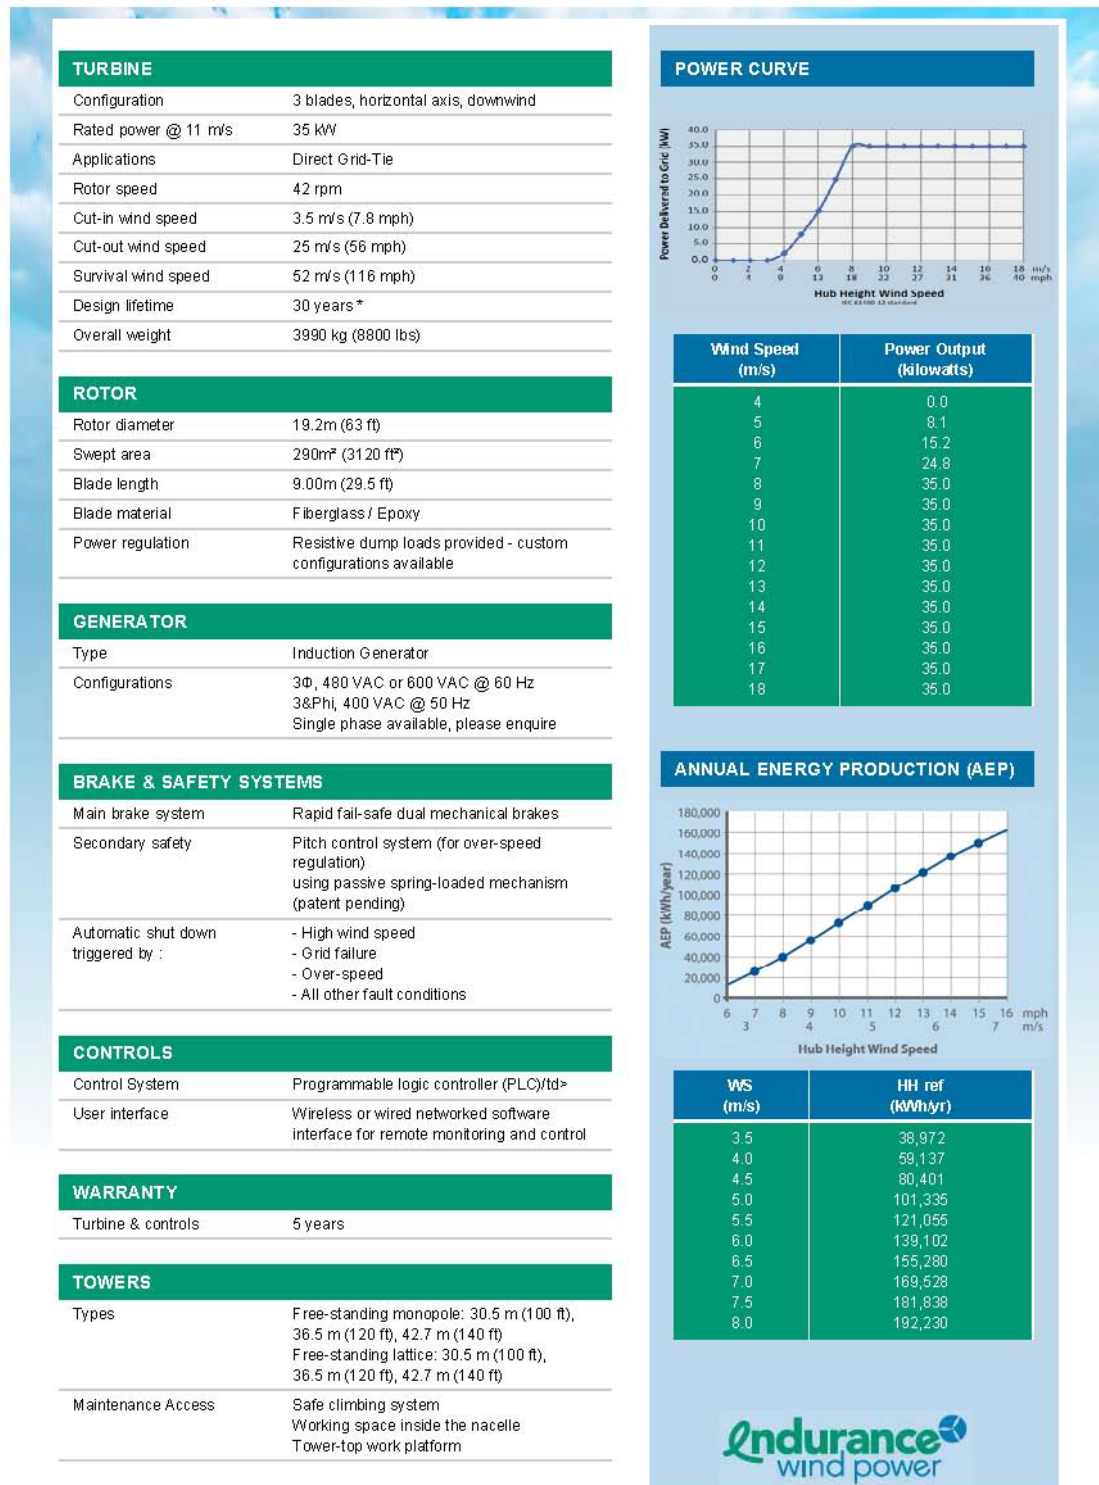 TURBINE
Configuration 3 blades, horizontal axis, downwind
Rated power @ 11 m/s 35 kW
Applications Direct Grid-Tie
Rotor speed 42 rpm
Cut-in wind speed 3.5 m/s (7.8 mph)
Cut-out wind speed 25 m/s (56 mph)
Survival wind speed 52 m/s (116 mph)
Design lifetime 30 years *
Overall weight 3990 kg (8800 lbs)
ROTOR
Rotor diameter 19.2m (63 ft)
Swept area 290m² (3120 ft²)
Blade length 9.00m (29.5 ft)
Blade material Fiberglass / Epoxy
Power regulation Resistive dump loads provided - custom
configurations available
GENERATOR
Type Induction Generator
Configurations 3Φ, 480 VAC or 600 VAC @ 60 Hz
3&Phi, 400 VAC @ 50 Hz
Single phase available, please enquire
BRAKE & SAFETY SYSTEMS
Main brake system Rapid fail-safe dual mechanical brakes
Secondary safety Pitch control system (for over-speed
regulation)
using passive spring-loaded mechanism
(patent pending)
Automatic shut down - High wind speed
triggered by : - Grid failure
- Over-speed
- All other fault conditions
CONTROLS
Control System Programmable logic controller (PLC)/td>
User interface Wireless or wired networked software
interface for remote monitoring and control
WARRANTY
Turbine & controls 5 years
TOWERS
Types Free-standing monopole: 30.5 m (100 ft),
36.5 m (120 ft), 42.7 m (140 ft)
Free-standing lattice: 30.5 m (100 ft),
36.5 m (120 ft), 42.7 m (140 ft)
Maintenance Access Safe climbing system
Working space inside the nacelle
Tower-top work platform
POWER CURVE
Power Delivered to Grid (kW)
40.0
35.0
30.0
25.0
20.0
15.0
10.0
5.0
0.0
0 2 4 6 8 10 12 14 16 18 m/s
0 4 9 13 18 22 27 31 36 40 mph
Hub Height Wind Speed
IEC 61400-12 standard
Wind Speed Power Output
(m/s) (kilowatts)
4 0.0
5 8.1
6 15.2
7 24.8
8 35.0
9 35.0
10 35.0
11 35.0
12 35.0
13 35.0
14 35.0
15 35.0
16 35.0
17 35.0
18 35.0
ANNUAL ENERGY PRODUCTION (AEP)
AEP (kWh/year)
180,000
160,000
140,000
120,000
100,000
80,000
60,000
40,000
20,000
0
6 7 8 9 10 11 12 13 14 15 16 mph
3 4 5 6 7 m/s
Hub Height Wind Speed
WS HH ref
(m/s) (kWh/yr)
3.5 38,972
4.0 59,137
4.5 80,401
5.0 101,335
5.5 121,055
6.0 139,102
6.5 155,280
7.0 169,528
7.5 181,838
8.0 192,230
endurance
wind power